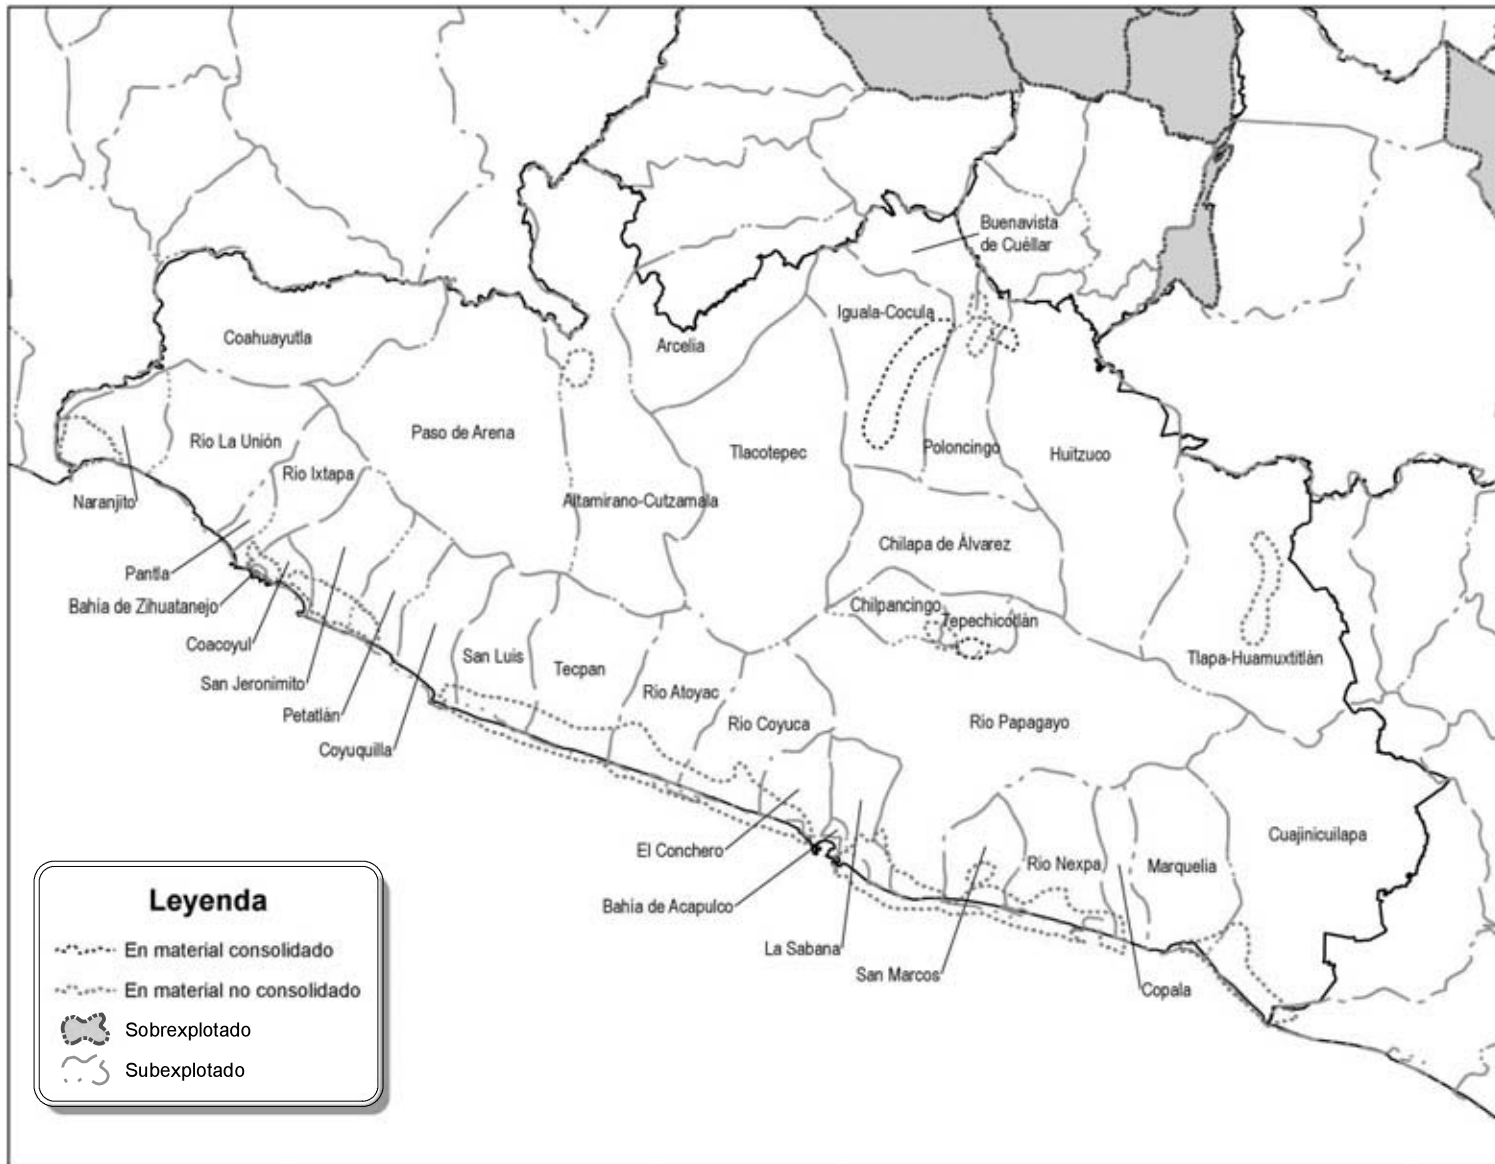 Buenavista
de Cuéllar
Iguala-Cocula
Coahuayutla
Arcelia
Paso de Arena
Río La Unión
Tlacotepec
Poloncingo
Huitzuco
Río Ixtapa
Naranjito
Altamirano-Cutzamala
Chilapa de Álvarez
Pantla
Bahía de Zihuatanejo
Chilpancingo
Tepechicotlán
Coacoyul
San Luis
Tecpan
Tlapa-Huamuxtitlán
San Jeronimito
Río Atoyac
Petatlán
Río Coyuca
Río Papagayo
Coyuquilla
Cuajinicuilapa
El Conchero
Río Nexpa
Marquelia
Bahía de Acapulco
La Sabana
San Marcos
Copala
Leyenda
En material consolidado
En material no consolidado
Sobrexplotado
Subexplotado